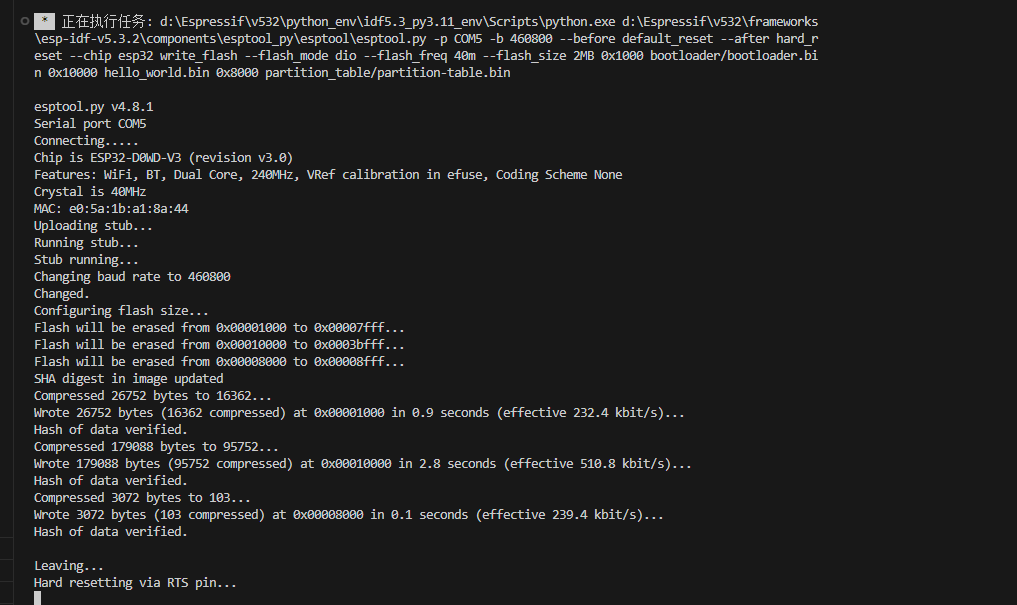 * 正在执行任务: d:\Espressif\v532\python_env\idf5.3_py3.11_env\Scripts\python.exe d:\Espressif\v532\frameworks
\esp-idf-v5.3.2\components\esptool_py\esptool\esptool.py -p COM5 -b 460800 --before default_reset --after hard_r
eset --chip esp32 write_flash --flash_mode dio --flash_freq 40m --flash_size 2MB 0x1000 bootloader/bootloader.bi
n 0x10000 hello_world.bin 0x8000 partition_table/partition-table.bin
esptool.py v4.8.1
Serial port COM5
Connecting.....
Chip is ESP32-D0WD-V3 (revision v3.0)
Features: WiFi, BT, Dual Core, 240MHz, VRef calibration in efuse, Coding Scheme None
Crystal is 40MHz
MAC: e0:5a:1b:a1:8a:44
Uploading stub...
Running stub...
Stub running...
Changing baud rate to 460800
Changed.
Configuring flash size...
Flash will be erased from 0x00001000 to 0x00007fff...
Flash will be erased from 0x00010000 to 0x0003bfff...
Flash will be erased from 0x00008000 to 0x00008fff...
SHA digest in image updated
Compressed 26752 bytes to 16362...
Wrote 26752 bytes (16362 compressed) at 0x00001000 in 0.9 seconds (effective 232.4 kbit/s)...
Hash of data verified.
Compressed 179088 bytes to 95752...
Wrote 179088 bytes (95752 compressed) at 0x00010000 in 2.8 seconds (effective 510.8 kbit/s)...
Hash of data verified.
Compressed 3072 bytes to 103...
Wrote 3072 bytes (103 compressed) at 0x00008000 in 0.1 seconds (effective 239.4 kbit/s)...
Hash of data verified.
Leaving...
Hard resetting via RTS pin...